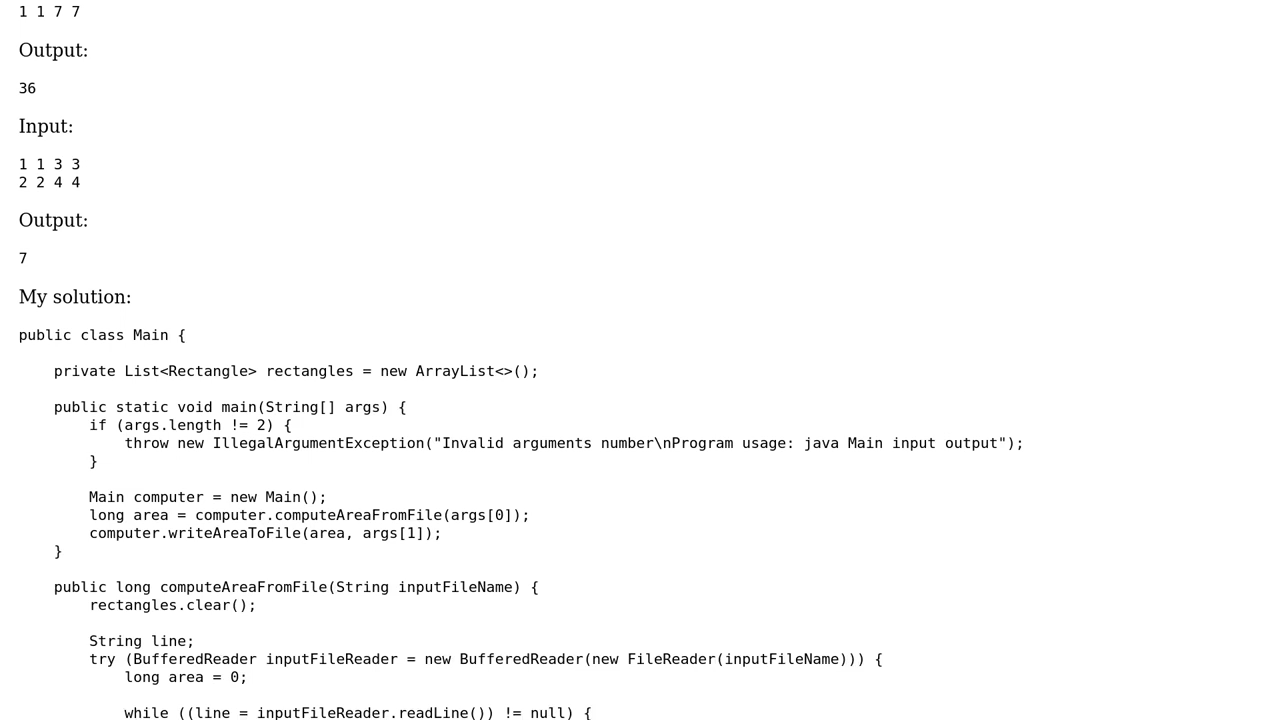 1 1 7 7
Output:
36
Input:
1 1 3 3
2 2 4 4
Output:
7
My solution:
public class Main {
    private List<Rectangle> rectangles = new ArrayList<>();
    public static void main(String[] args) {
        if (args.length != 2) {
            throw new IllegalArgumentException("Invalid arguments number\nProgram usage: java Main input output");
        }
        Main computer = new Main();
        long area = computer.computeAreaFromFile(args[0]);
        computer.writeAreaToFile(area, args[1]);
    }
    public long computeAreaFromFile(String inputFileName) {
        rectangles.clear();
        String line;
        try (BufferedReader inputFileReader = new BufferedReader(new FileReader(inputFileName))) {
            long area = 0;
            while ((line = inputFileReader.readLine()) != null) {